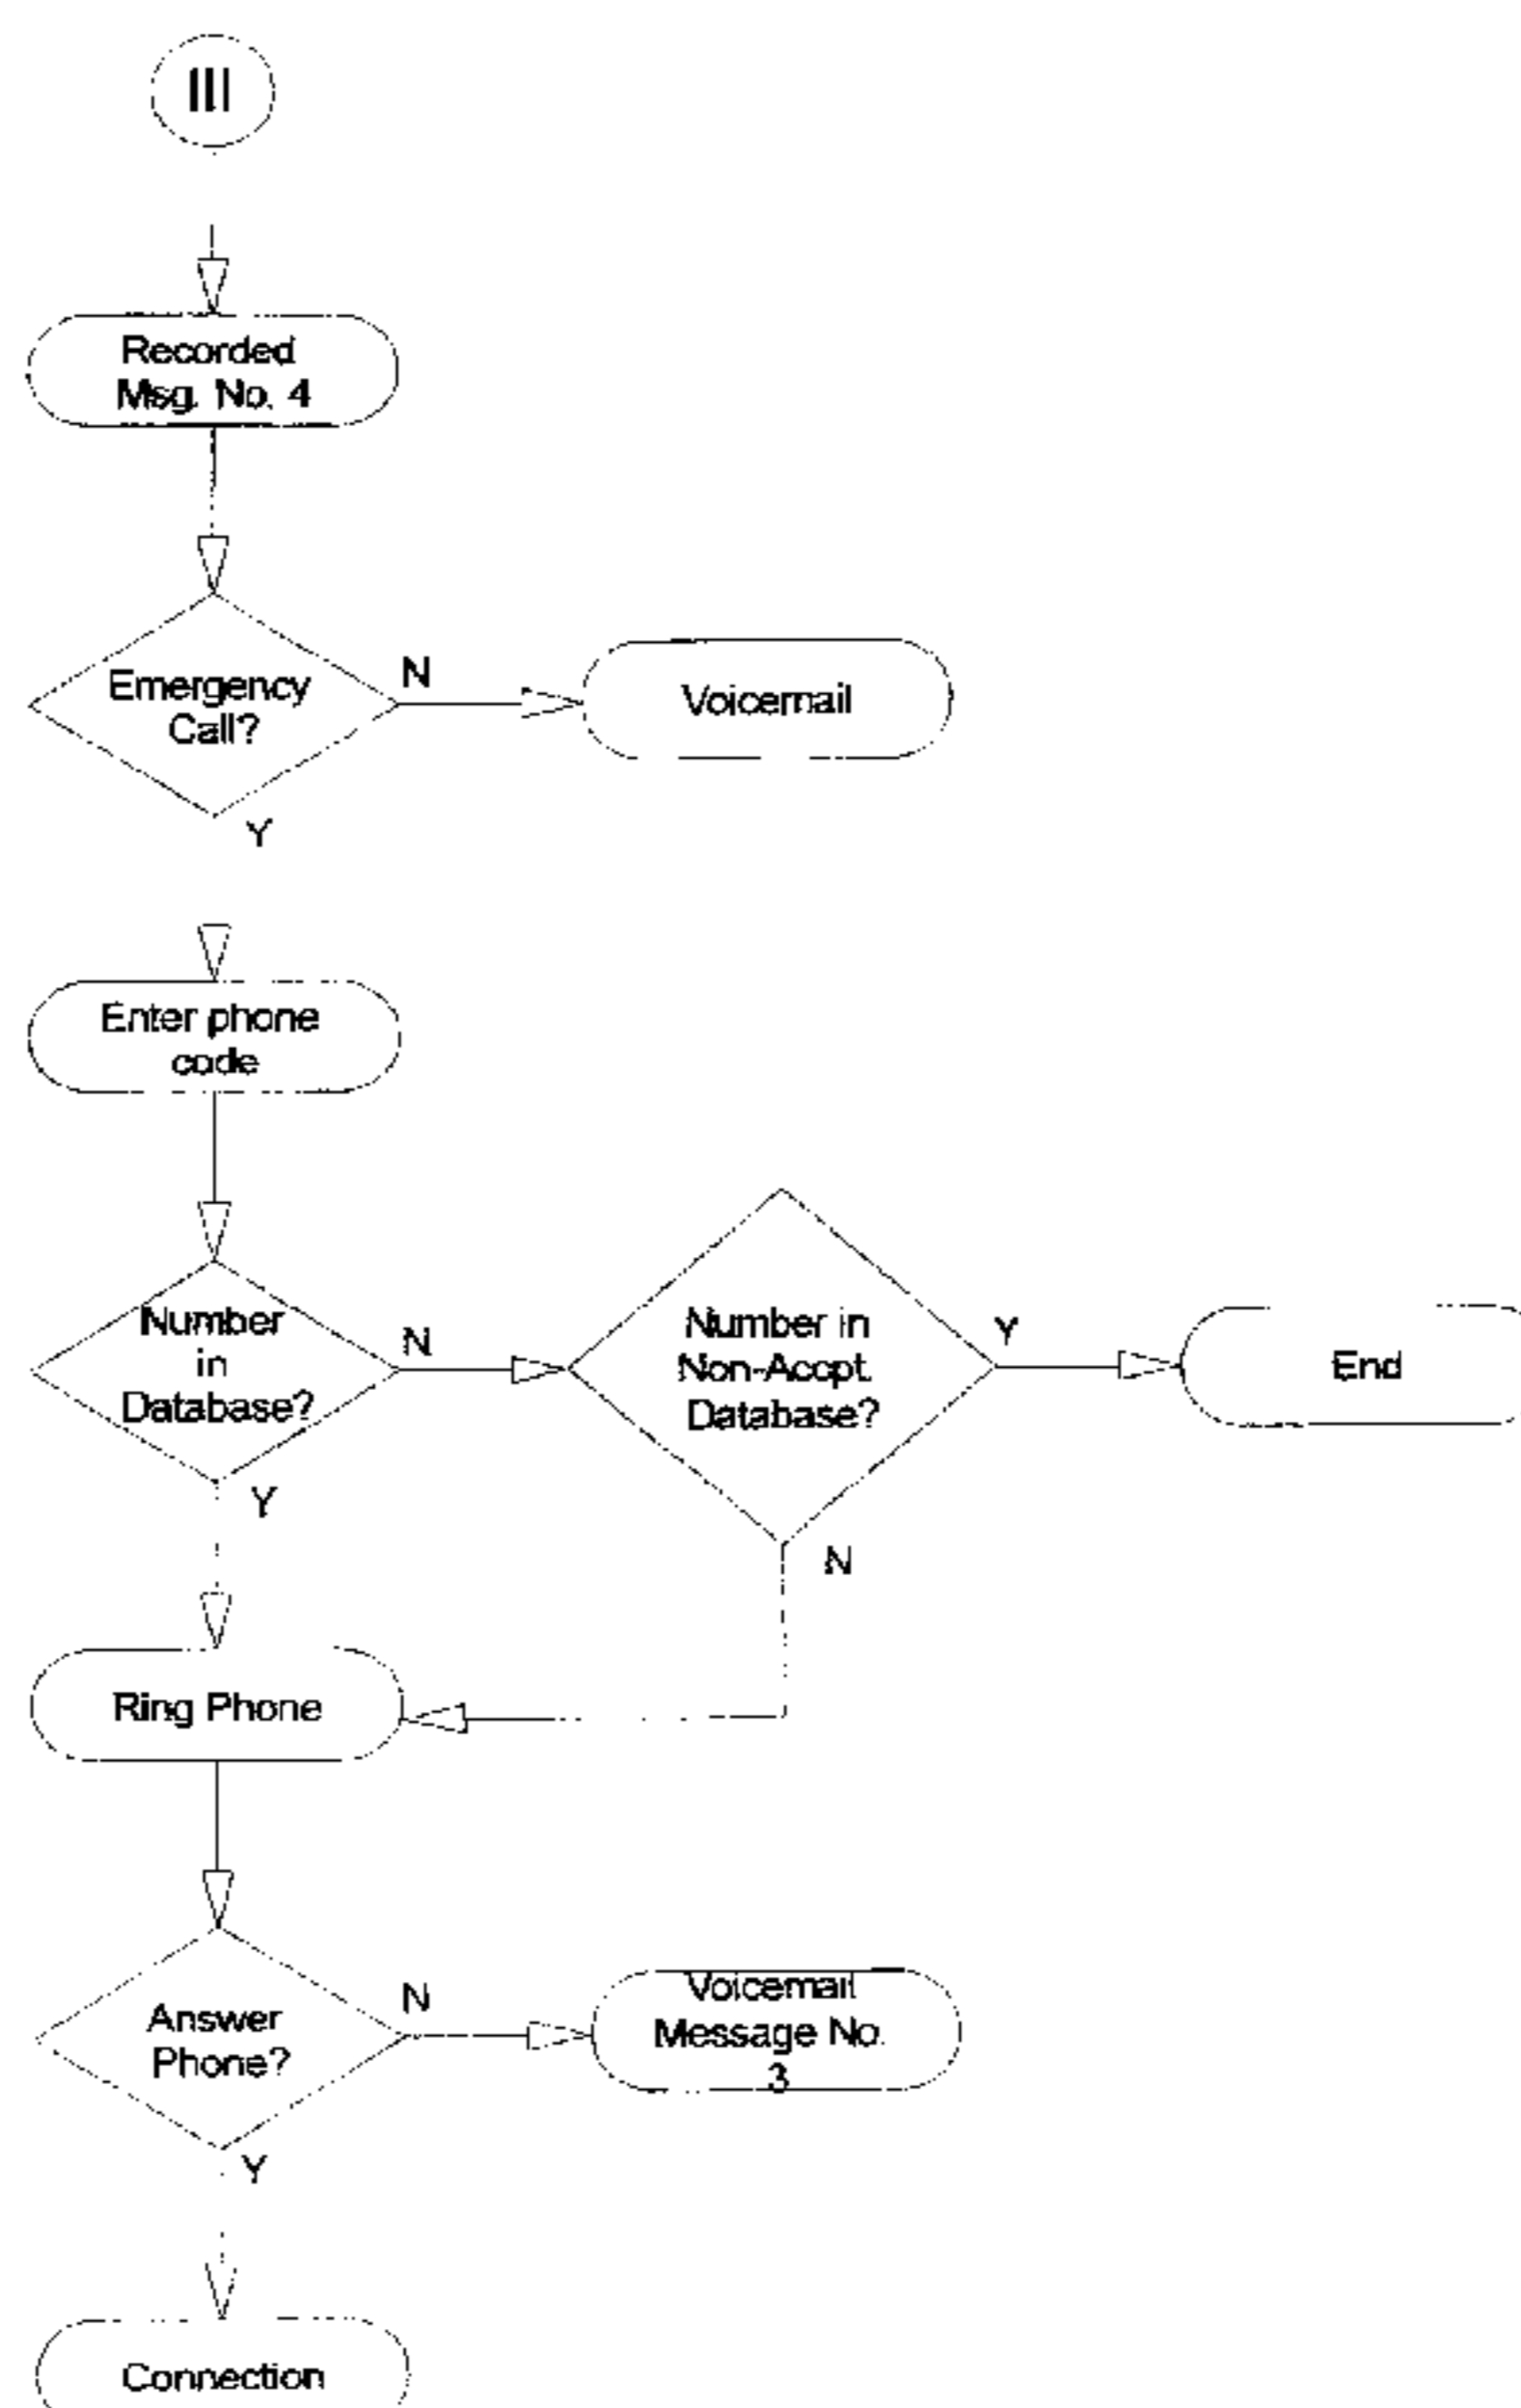 III
Recorded
Msg. No. 4
Emergency
Call?
N
Voicemail
Y
Enter phone
code
Number
in
Database?
N
Number in
Non-Accpt.
Database?
Y
End
Y
N
Ring Phone
Answer
Phone?
N
Voicemail
Message No.
3
Y
Connection